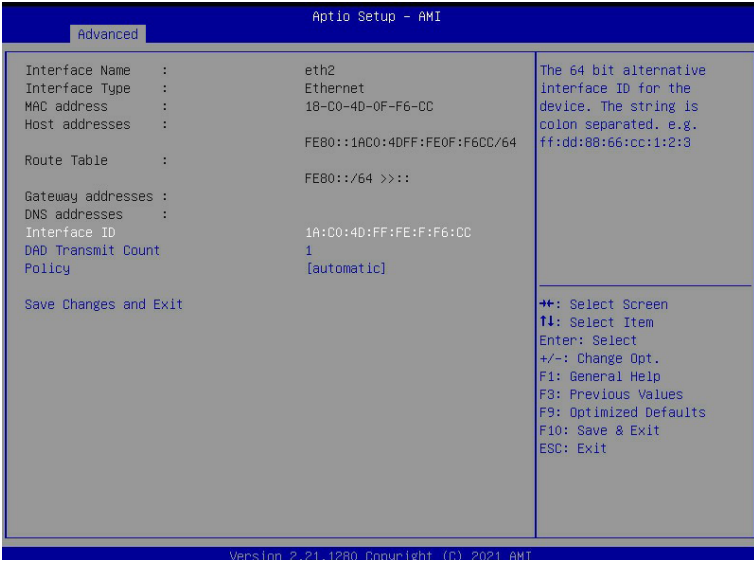 Aptio Setup – AMI
Advanced
Interface Name : eth2
Interface Type : Ethernet
MAC address : 18-C0-4D-0F-F6-CC
Host addresses :
FE80::1AC0:4DFF:FE0F:F6CC/64
Route Table :
FE80::/64 >>::
Gateway addresses :
DNS addresses :
Interface ID 1A:C0:4D:FF:FE:F:F6:CC
DAD Transmit Count 1
Policy [automatic]
Save Changes and Exit
The 64 bit alternative
interface ID for the
device. The string is
colon separated. e.g.
ff:dd:88:66:cc:1:2:3
→←: Select Screen
↑↓: Select Item
Enter: Select
+/-: Change Opt.
F1: General Help
F3: Previous Values
F9: Optimized Defaults
F10: Save & Exit
ESC: Exit
Version 2.21.1280 Copyright (C) 2021 AMI